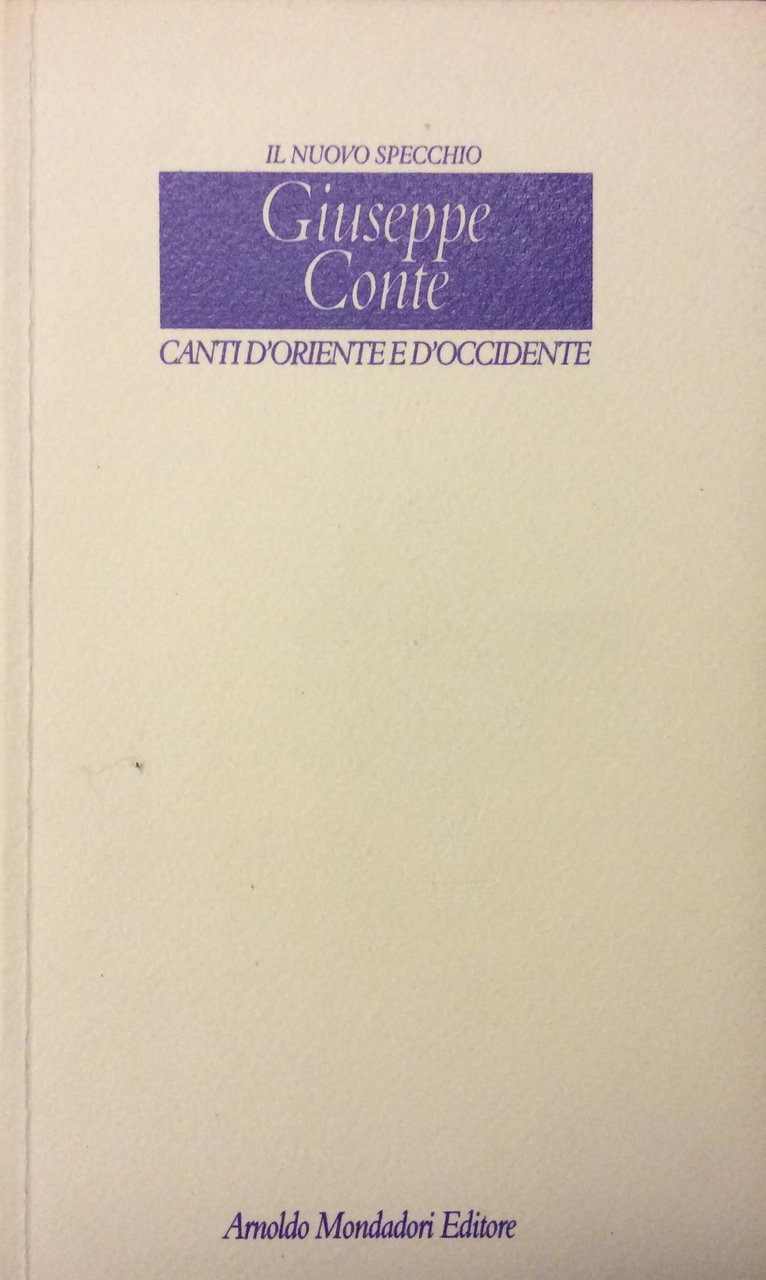 IL NUOVO SPECCHIO
Giuseppe
Conte
CANTI D'ORIENTE E D'OCCIDENTE
Arnoldo Mondadori Editore